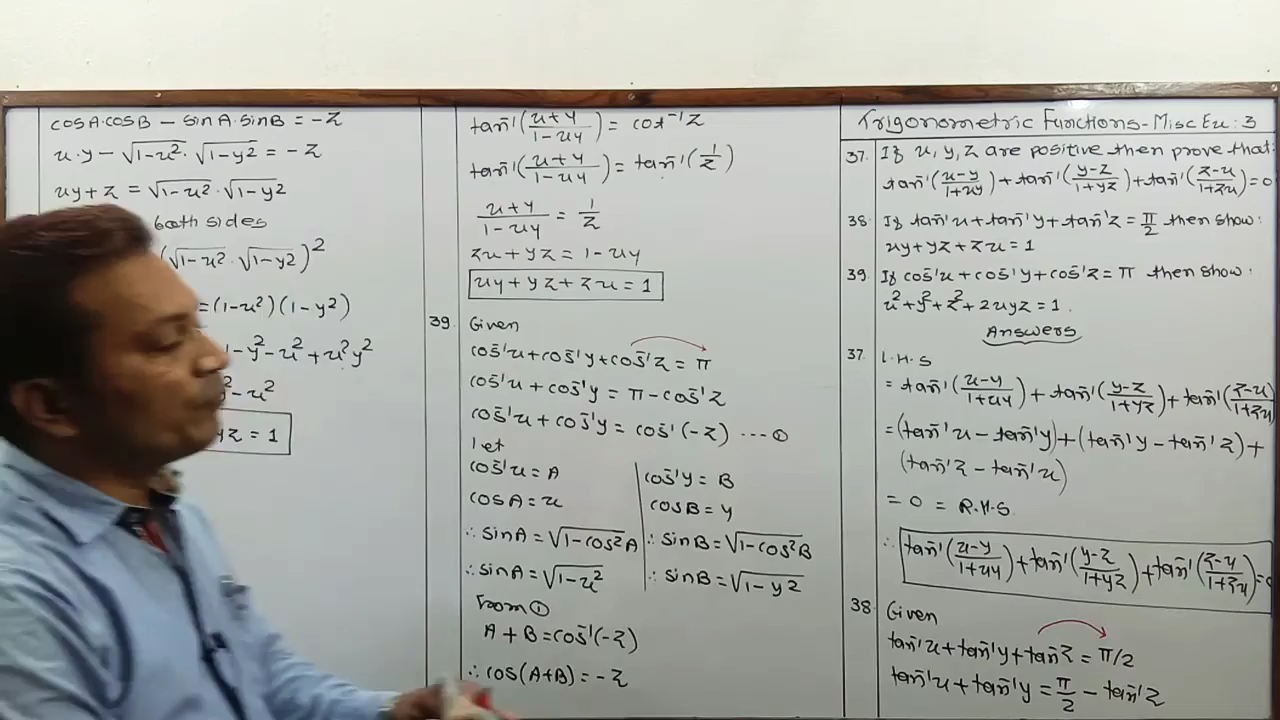 Trigonometric Functions-Misc Ex: 3
37. If x, y, z are positive then prove that:
tan⁻¹((x-y)/(1+xy)) + tan⁻¹((y-z)/(1+yz)) + tan⁻¹((z-x)/(1+zx)) = 0
38. If tan⁻¹x + tan⁻¹y + tan⁻¹z = π/2 then show:
xy + yz + zx = 1
39. If cos⁻¹x + cos⁻¹y + cos⁻¹z = π then show:
x² + y² + z² + 2xyz = 1.
Answers
37. L.H.S
= tan⁻¹((x-y)/(1+xy)) + tan⁻¹((y-z)/(1+yz)) + tan⁻¹((z-x)/(1+zx))
= (tan⁻¹x - tan⁻¹y) + (tan⁻¹y - tan⁻¹z) +
(tan⁻¹z - tan⁻¹x)
= 0 = R.H.S.
∴ tan⁻¹((x-y)/(1+xy)) + tan⁻¹((y-z)/(1+yz)) + tan⁻¹((z-x)/(1+zx)) = 0
38. Given
tan⁻¹x + tan⁻¹y + tan⁻¹z = π/2
tan⁻¹x + tan⁻¹y = π/2 - tan⁻¹z
tan⁻¹((x+y)/(1-xy)) = cot⁻¹z
tan⁻¹((x+y)/(1-xy)) = tan⁻¹(1/z)
(x+y)/(1-xy) = 1/z
zx + yz = 1 - xy
xy + yz + zx = 1
39. Given
cos⁻¹x + cos⁻¹y + cos⁻¹z = π
cos⁻¹x + cos⁻¹y = π - cos⁻¹z
cos⁻¹x + cos⁻¹y = cos⁻¹(-z) ---①
let
cos⁻¹x = A
cosA = x
∴ sinA = √(1-cos²A)
∴ sinA = √(1-x²)
cos⁻¹y = B
cosB = y
∴ sinB = √(1-cos²B)
∴ sinB = √(1-y²)
From ①
A + B = cos⁻¹(-z)
∴ cos(A+B) = -z
cosA·cosB - sinA·sinB = -z
x·y - √(1-x²)·√(1-y²) = -z
xy + z = √(1-x²)·√(1-y²)
both sides
(√(1-x²)·√(1-y²))²
= (1-x²)(1-y²)
1 - y² - x² + x²y²
² - x²
yz = 1